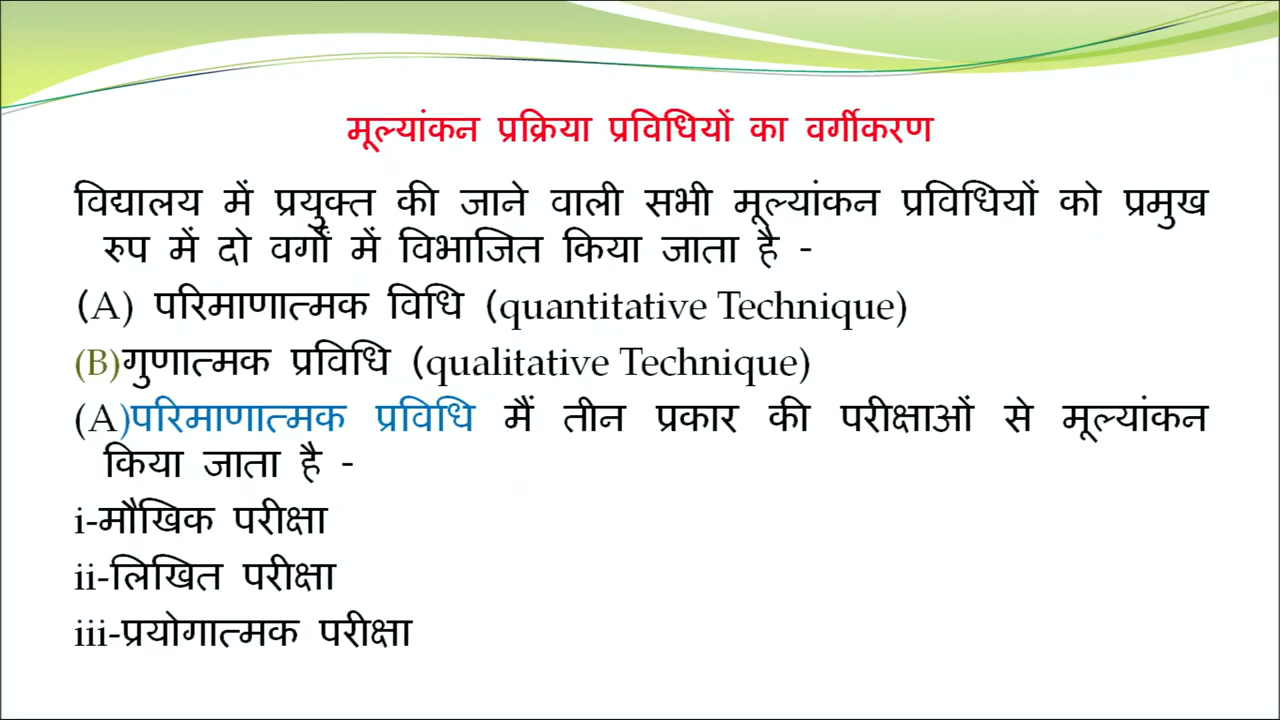 मूल्यांकन प्रक्रिया प्रविधियों का वर्गीकरण
विद्यालय में प्रयुक्त की जाने वाली सभी मूल्यांकन प्रविधियों को प्रमुख
रुप में दो वर्गों में विभाजित किया जाता है -
(A) परिमाणात्मक विधि (quantitative Technique)
(B)गुणात्मक प्रविधि (qualitative Technique)
(A)परिमाणात्मक प्रविधि मैं तीन प्रकार की परीक्षाओं से मूल्यांकन
किया जाता है -
i-मौखिक परीक्षा
ii-लिखित परीक्षा
iii-प्रयोगात्मक परीक्षा